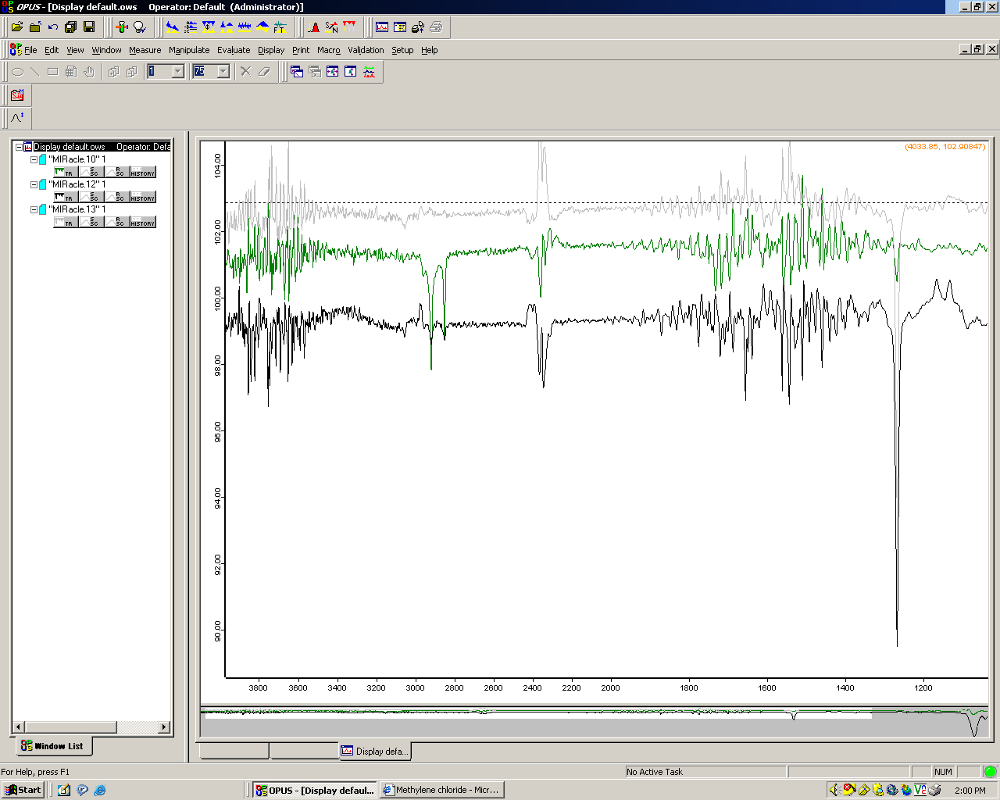 OPUS - [Display default.ows Operator: Default (Administrator)]
File Edit View Window Measure Manipulate Evaluate Display Print Macro Validation Setup Help
1 75
Display default.ows Operator: Defa
"MIRacle.10" 1
TR SC SC HISTORY
"MIRacle.12" 1
TR SC SC HISTORY
"MIRacle.13" 1
TR SC SC HISTORY
Window List
(4033.85, 102.90847)
104.00
102.00
100.00
98.00
96.00
94.00
92.00
90.00
3800 3600 3400 3200 3000 2800 2600 2400 2200 2000 1800 1600 1400 1200
Display defa...
For Help, press F1
No Active Task
NUM
Start
OPUS - [Display defaul...
Methylene chloride - Micr...
2:00 PM